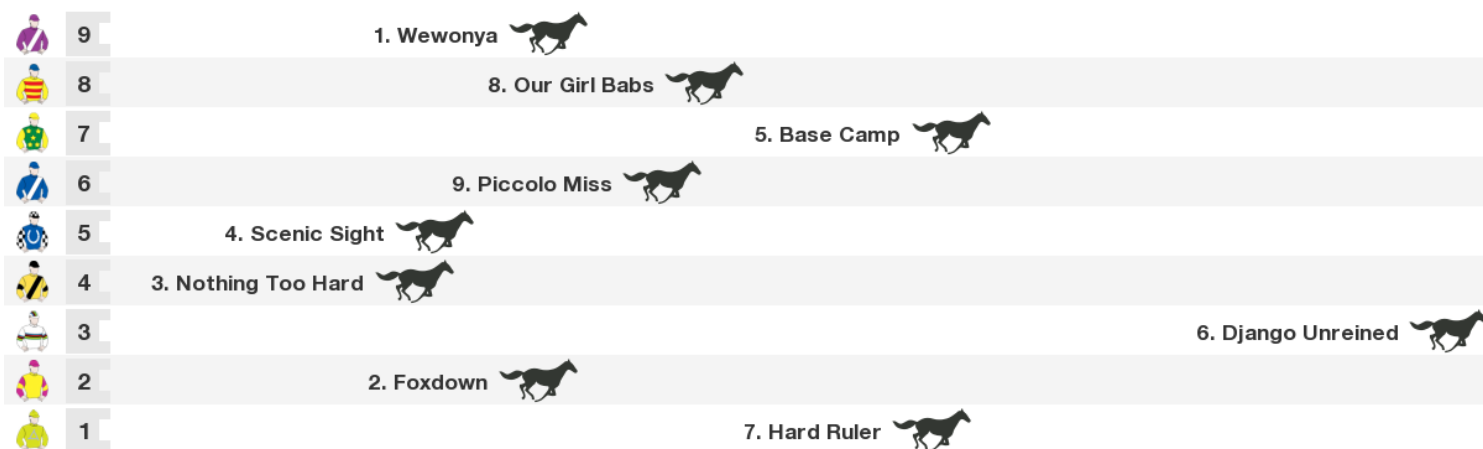 9 1. Wewonya
8 8. Our Girl Babs
7 5. Base Camp
6 9. Piccolo Miss
5 4. Scenic Sight
4 3. Nothing Too Hard
3 6. Django Unreined
2 2. Foxdown
1 7. Hard Ruler